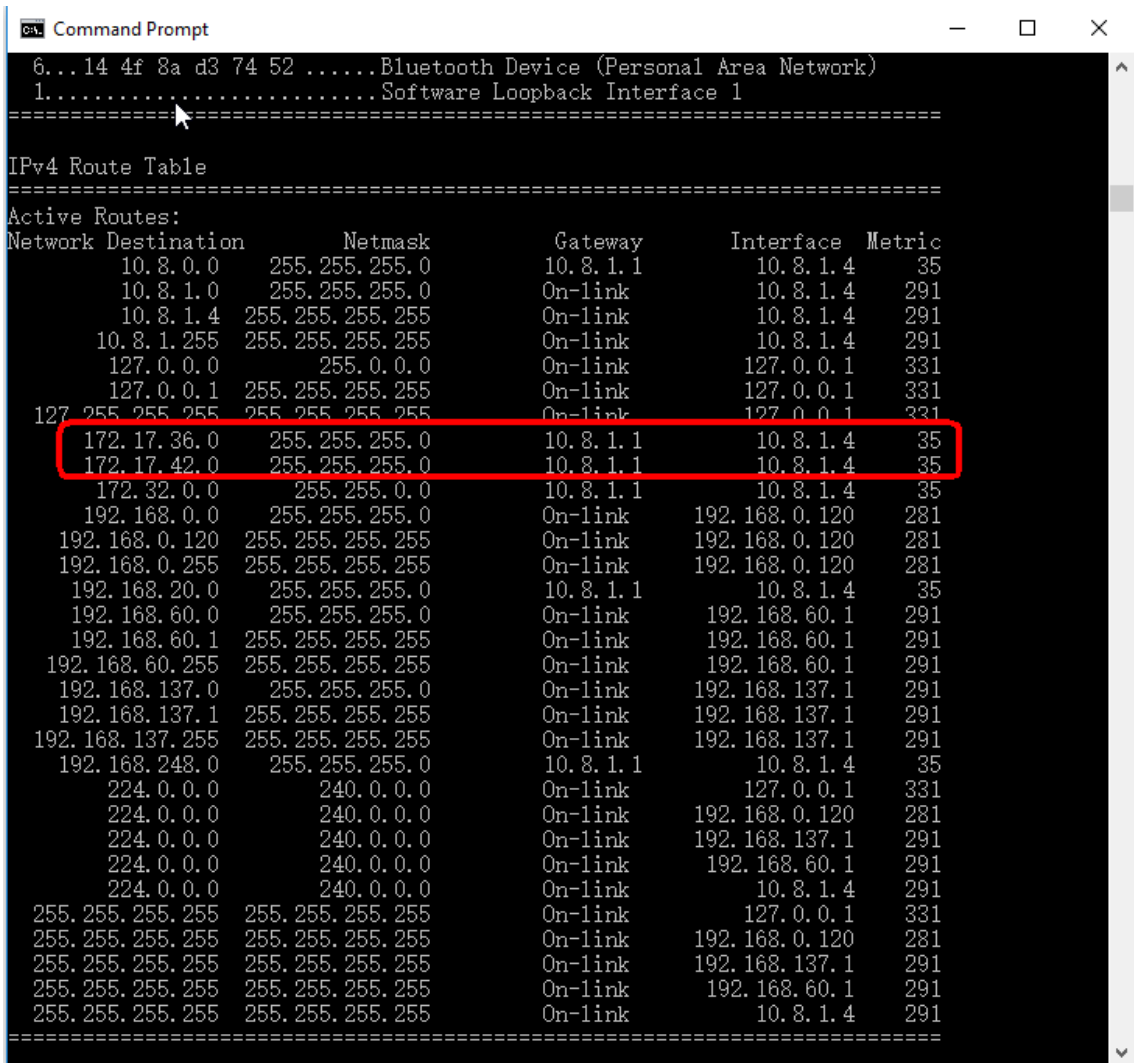 Command Prompt
6...14 4f 8a d3 74 52 ......Bluetooth Device (Personal Area Network)
1...........................Software Loopback Interface 1
===========================================================================
IPv4 Route Table
===========================================================================
Active Routes:
Network Destination        Netmask          Gateway       Interface  Metric
10.8.0.0    255.255.255.0         10.8.1.1         10.8.1.4     35
10.8.1.0    255.255.255.0         On-link         10.8.1.4    291
10.8.1.4  255.255.255.255         On-link         10.8.1.4    291
10.8.1.255  255.255.255.255         On-link         10.8.1.4    291
127.0.0.0        255.0.0.0         On-link         127.0.0.1    331
127.0.0.1  255.255.255.255         On-link         127.0.0.1    331
127.255.255.255  255.255.255.255         On-link         127.0.0.1    331
172.17.36.0    255.255.255.0         10.8.1.1         10.8.1.4     35
172.17.42.0    255.255.255.0         10.8.1.1         10.8.1.4     35
172.32.0.0      255.255.0.0         10.8.1.1         10.8.1.4     35
192.168.0.0    255.255.255.0         On-link     192.168.0.120    281
192.168.0.120  255.255.255.255         On-link     192.168.0.120    281
192.168.0.255  255.255.255.255         On-link     192.168.0.120    281
192.168.20.0    255.255.255.0         10.8.1.1         10.8.1.4     35
192.168.60.0    255.255.255.0         On-link      192.168.60.1    291
192.168.60.1  255.255.255.255         On-link      192.168.60.1    291
192.168.60.255  255.255.255.255         On-link      192.168.60.1    291
192.168.137.0    255.255.255.0         On-link     192.168.137.1    291
192.168.137.1  255.255.255.255         On-link     192.168.137.1    291
192.168.137.255  255.255.255.255         On-link     192.168.137.1    291
192.168.248.0    255.255.255.0         10.8.1.1         10.8.1.4     35
224.0.0.0        240.0.0.0         On-link         127.0.0.1    331
224.0.0.0        240.0.0.0         On-link     192.168.0.120    281
224.0.0.0        240.0.0.0         On-link     192.168.137.1    291
224.0.0.0        240.0.0.0         On-link      192.168.60.1    291
224.0.0.0        240.0.0.0         On-link         10.8.1.4    291
255.255.255.255  255.255.255.255         On-link         127.0.0.1    331
255.255.255.255  255.255.255.255         On-link     192.168.0.120    281
255.255.255.255  255.255.255.255         On-link     192.168.137.1    291
255.255.255.255  255.255.255.255         On-link      192.168.60.1    291
255.255.255.255  255.255.255.255         On-link         10.8.1.4    291
===========================================================================